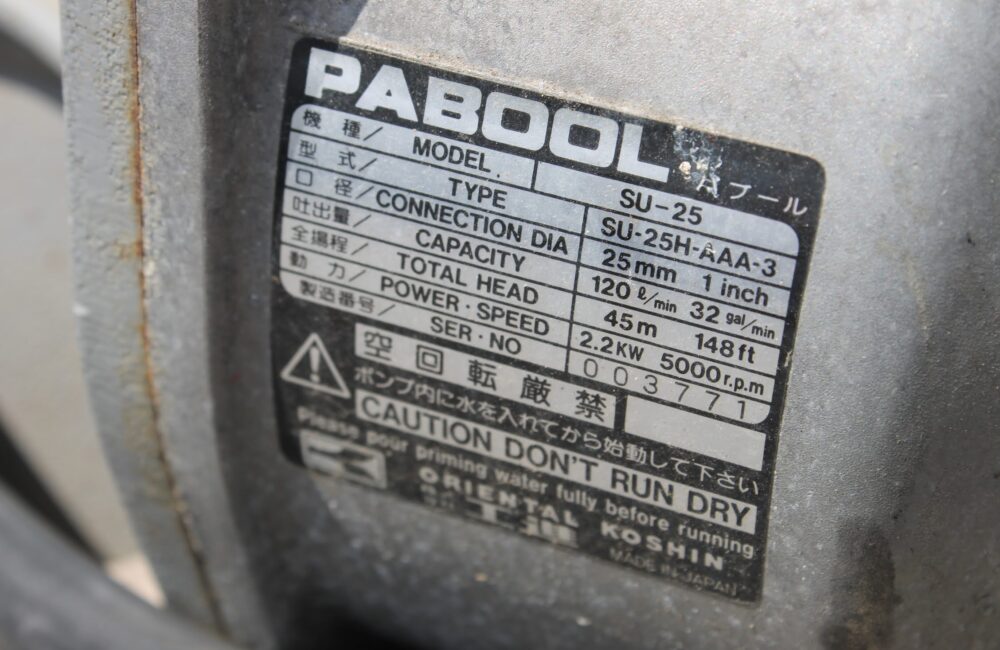 PABOOL
パブール
機種/ MODEL SU-25
型式/ TYPE SU-25H-AAA-3
口径/ CONNECTION DIA 25mm 1 inch
吐出量/ CAPACITY 120 ℓ/min 32 gal/min
全揚程/ TOTAL HEAD 45m 148ft
動力/ POWER・SPEED 2.2KW 5000r.p.m
製造番号/ SER・NO 003771
空回転厳禁
ポンプ内に水を入れてから始動して下さい
CAUTION DON'T RUN DRY
Please pour priming water fully before running
ORIENTAL KOSHIN
MADE IN JAPAN